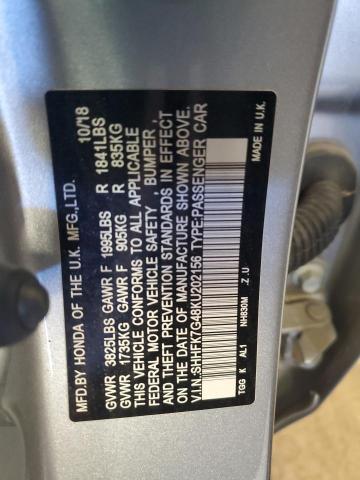 MFD.BY HONDA OF THE U.K. MFG.,LTD. 10/18
GVWR 3825LBS GAWR F 1995LBS R 1841LBS
GVWR 1735KG GAWR F 905KG R 835KG
THIS VEHICLE CONFORMS TO ALL APPLICABLE
FEDERAL MOTOR VEHICLE SAFETY, BUMPER,
AND THEFT PREVENTION STANDARDS IN EFFECT
ON THE DATE OF MANUFACTURE SHOWN ABOVE.
V.I.N.:SHHFK7G48KU202156 TYPE:PASSENGER CAR
TGG K AL1 NH830M .Z.U MADE IN U.K.